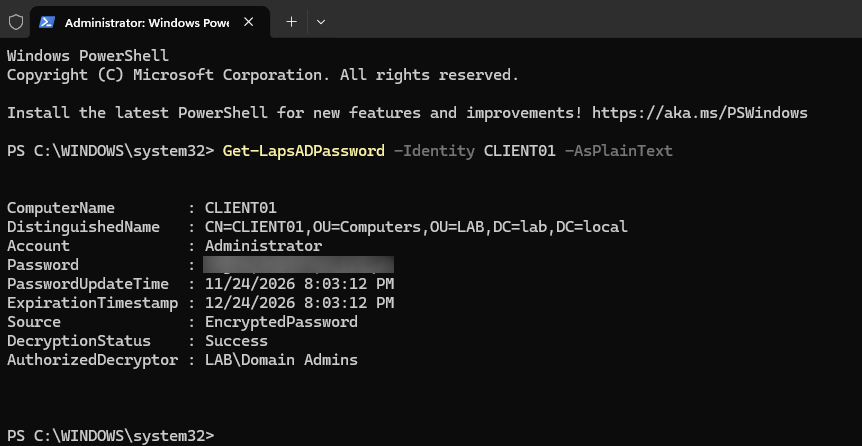 Administrator: Windows Powe
Windows PowerShell
Copyright (C) Microsoft Corporation. All rights reserved.
Install the latest PowerShell for new features and improvements! https://aka.ms/PSWindows
PS C:\WINDOWS\system32> Get-LapsADPassword -Identity CLIENT01 -AsPlainText
ComputerName        : CLIENT01
DistinguishedName   : CN=CLIENT01,OU=Computers,OU=LAB,DC=lab,DC=local
Account             : Administrator
Password            :
PasswordUpdateTime  : 11/24/2026 8:03:12 PM
ExpirationTimestamp : 12/24/2026 8:03:12 PM
Source              : EncryptedPassword
DecryptionStatus    : Success
AuthorizedDecryptor : LAB\Domain Admins
PS C:\WINDOWS\system32>